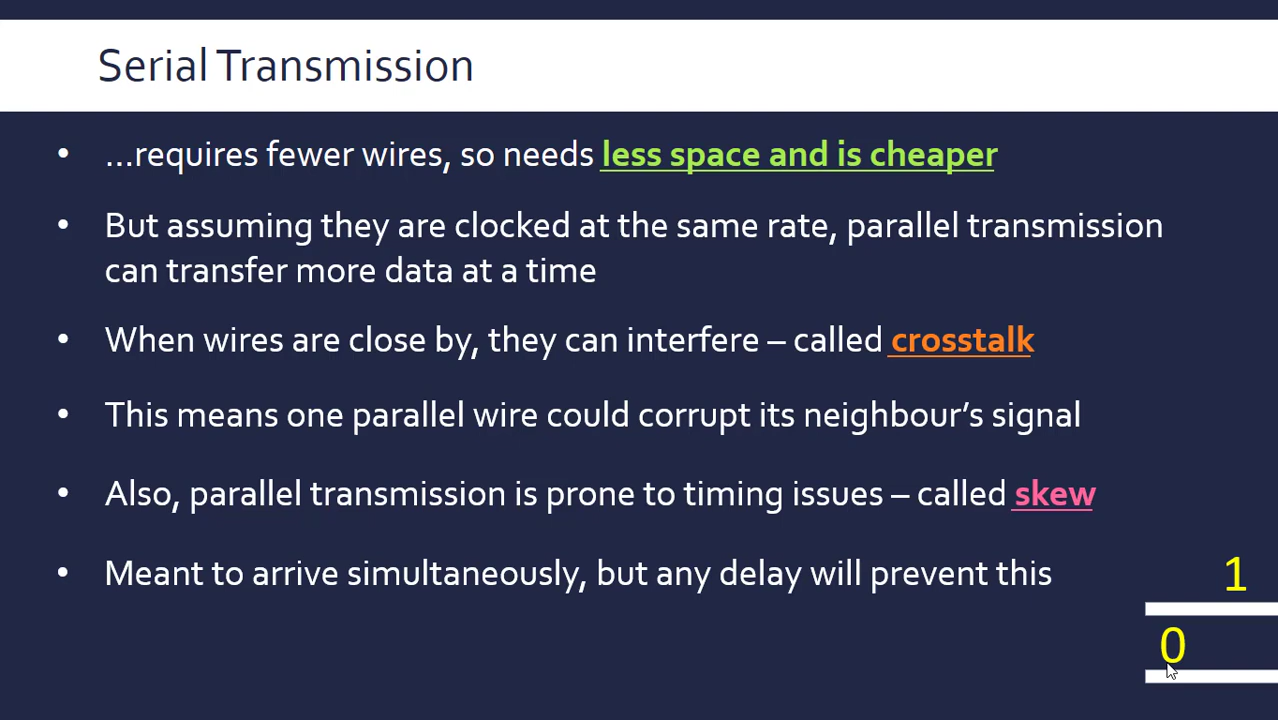 Serial Transmission
• ...requires fewer wires, so needs less space and is cheaper
• But assuming they are clocked at the same rate, parallel transmission
can transfer more data at a time
• When wires are close by, they can interfere – called crosstalk
• This means one parallel wire could corrupt its neighbour’s signal
• Also, parallel transmission is prone to timing issues – called skew
• Meant to arrive simultaneously, but any delay will prevent this
1
0